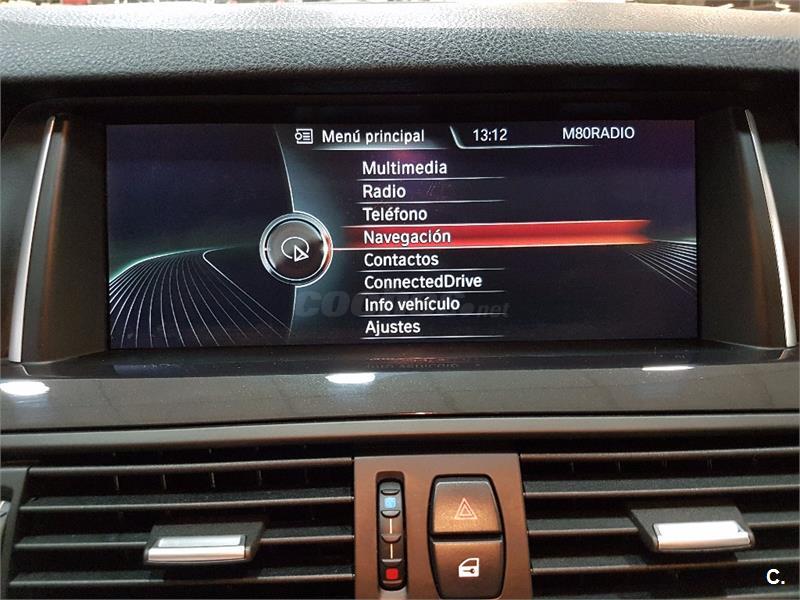 Menú principal 13:12 M80RADIO
Multimedia
Radio
Teléfono
Navegación
Contactos
ConnectedDrive
Info vehículo
Ajustes
C.